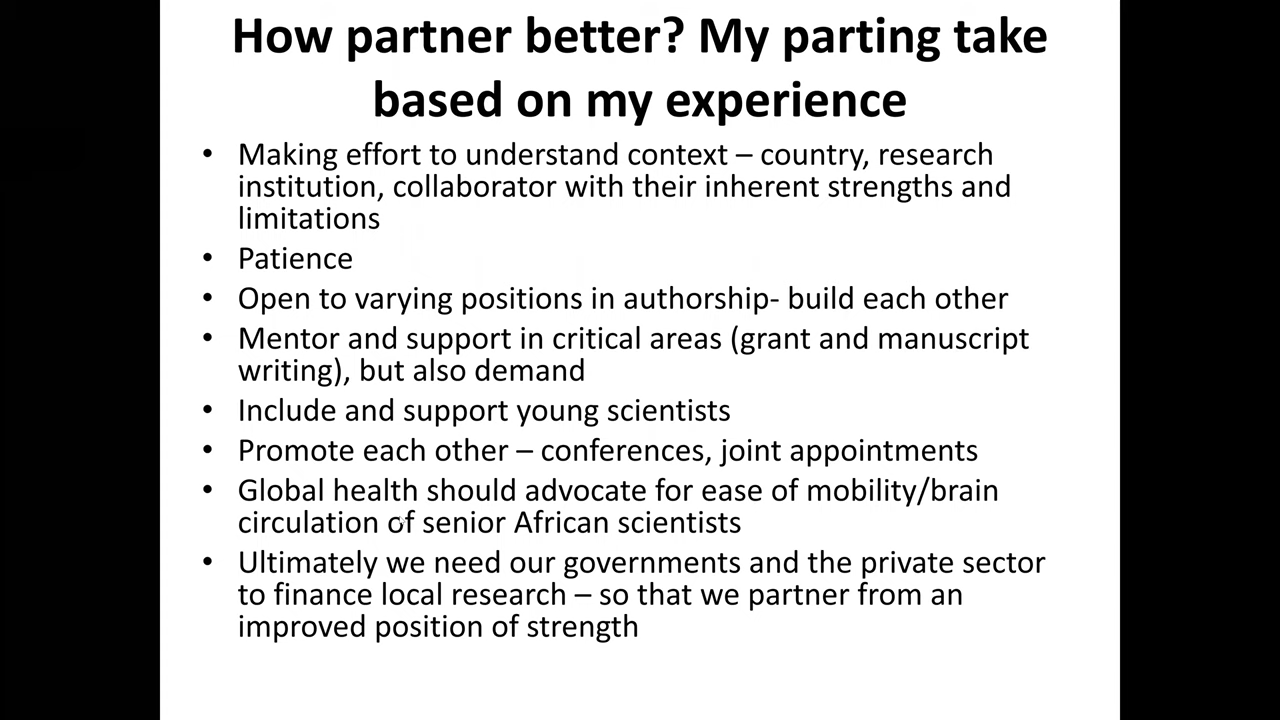 How partner better? My parting take
based on my experience
• Making effort to understand context – country, research
institution, collaborator with their inherent strengths and
limitations
• Patience
• Open to varying positions in authorship- build each other
• Mentor and support in critical areas (grant and manuscript
writing), but also demand
• Include and support young scientists
• Promote each other – conferences, joint appointments
• Global health should advocate for ease of mobility/brain
circulation of senior African scientists
• Ultimately we need our governments and the private sector
to finance local research – so that we partner from an
improved position of strength